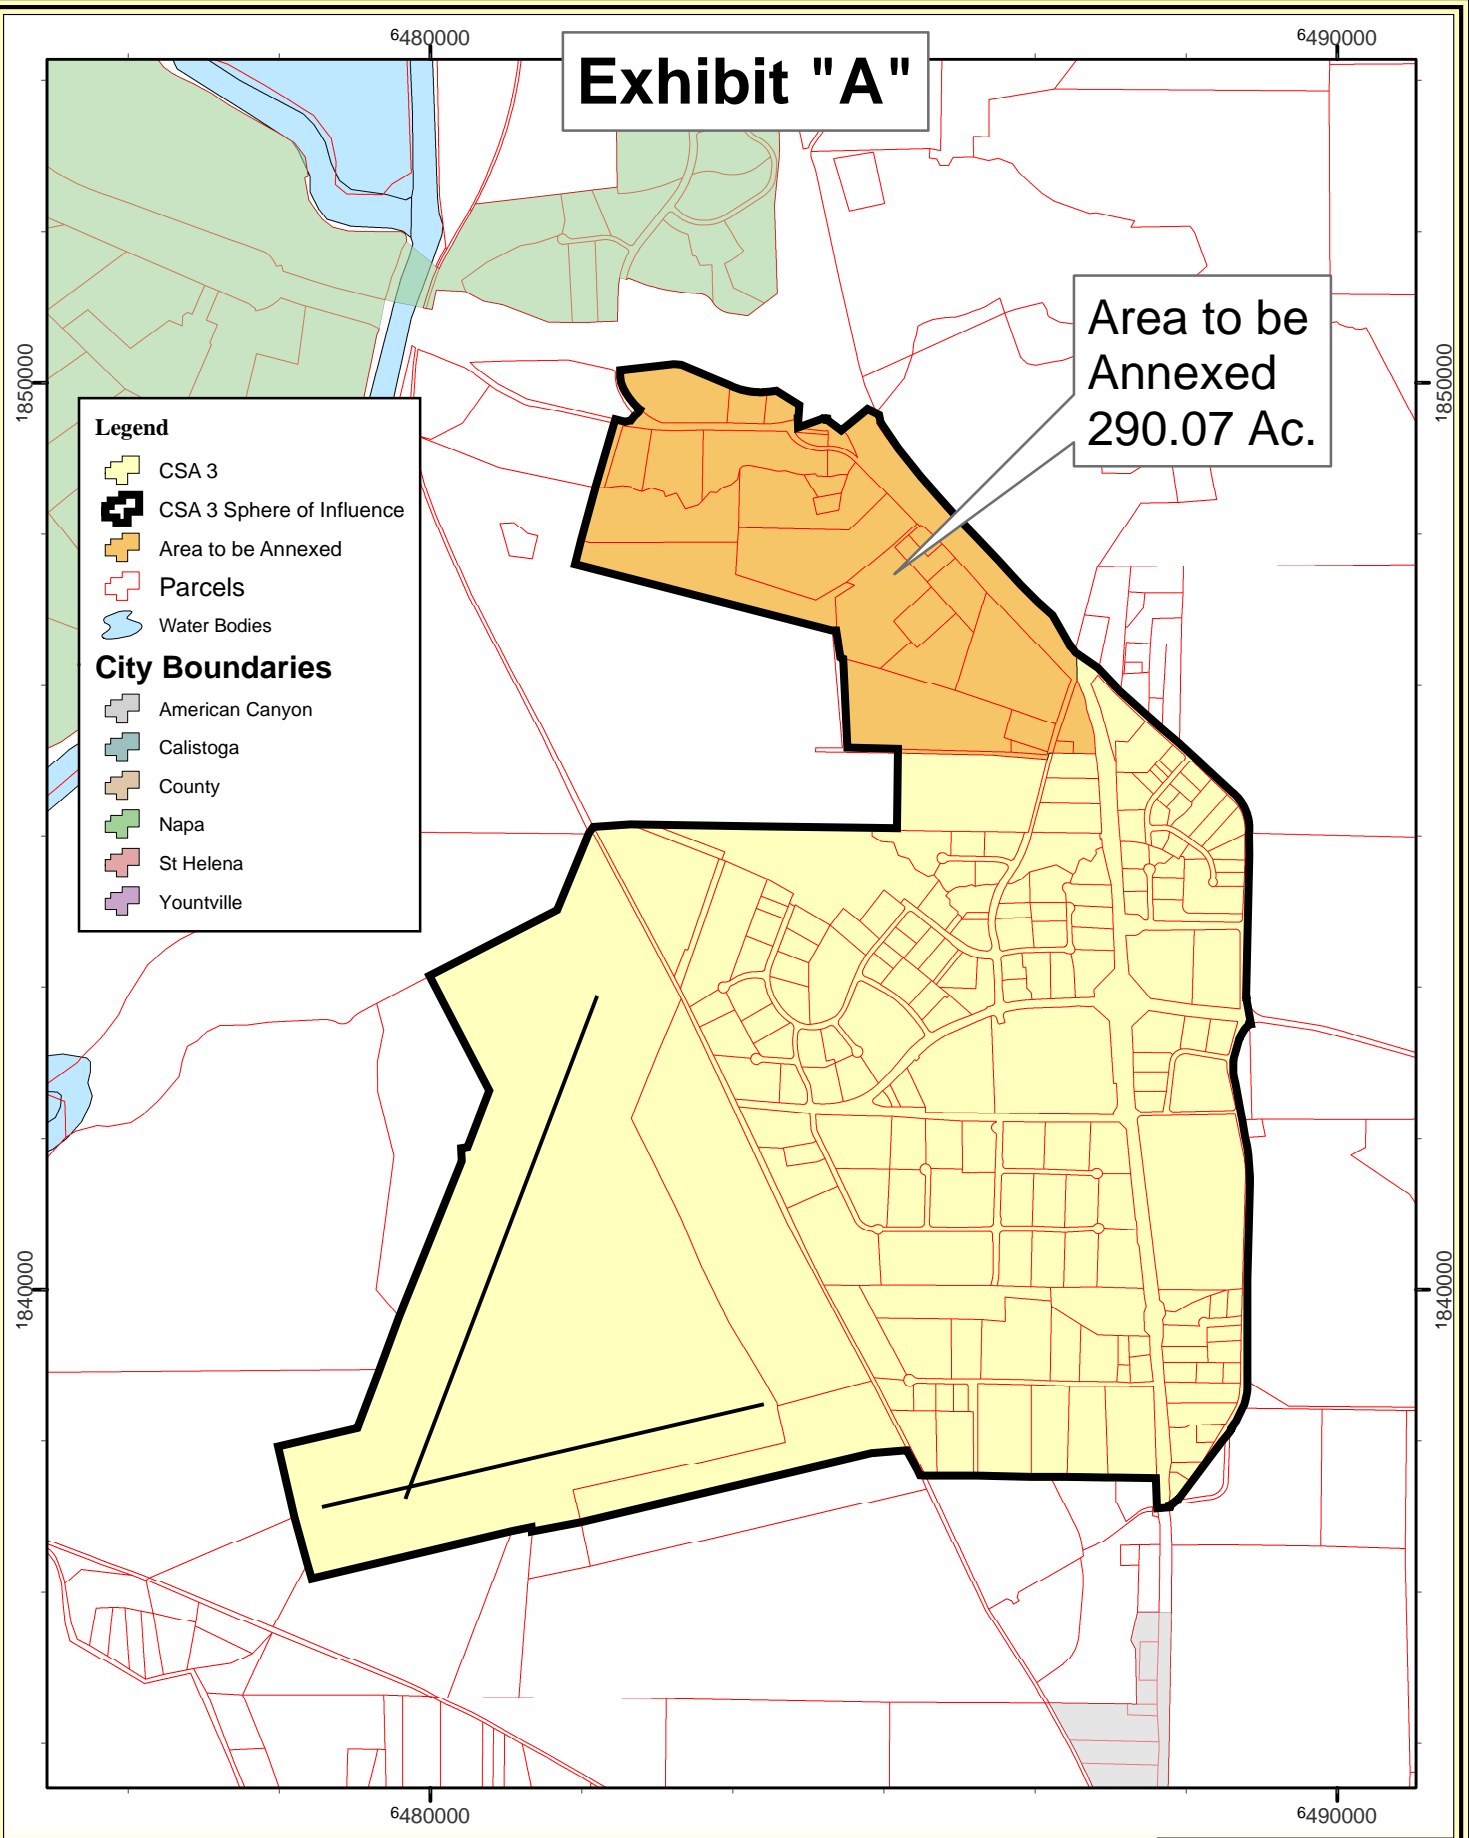 6480000
6490000
Exhibit "A"
1850000
1850000
Area to be
Annexed
290.07 Ac.
Legend
CSA 3
CSA 3 Sphere of Influence
Area to be Annexed
Parcels
Water Bodies
City Boundaries
American Canyon
Calistoga
County
Napa
St Helena
Yountville
1840000
1840000
6480000
6490000